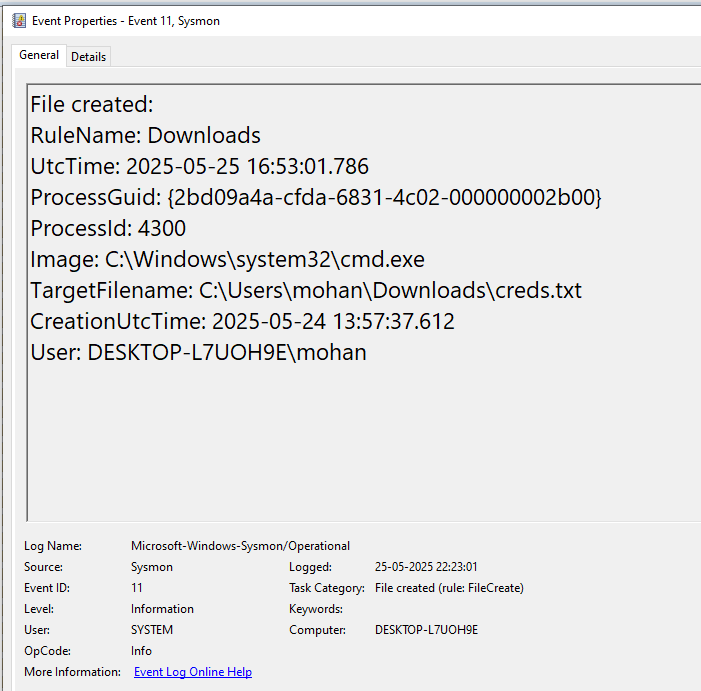 Event Properties - Event 11, Sysmon
General Details
File created:
RuleName: Downloads
UtcTime: 2025-05-25 16:53:01.786
ProcessGuid: {2bd09a4a-cfda-6831-4c02-000000002b00}
ProcessId: 4300
Image: C:\Windows\system32\cmd.exe
TargetFilename: C:\Users\mohan\Downloads\creds.txt
CreationUtcTime: 2025-05-24 13:57:37.612
User: DESKTOP-L7UOH9E\mohan
Log Name: Microsoft-Windows-Sysmon/Operational
Source: Sysmon Logged: 25-05-2025 22:23:01
Event ID: 11 Task Category: File created (rule: FileCreate)
Level: Information Keywords:
User: SYSTEM Computer: DESKTOP-L7UOH9E
OpCode: Info
More Information: Event Log Online Help